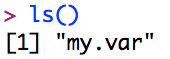 > ls()
[1] "my.var"